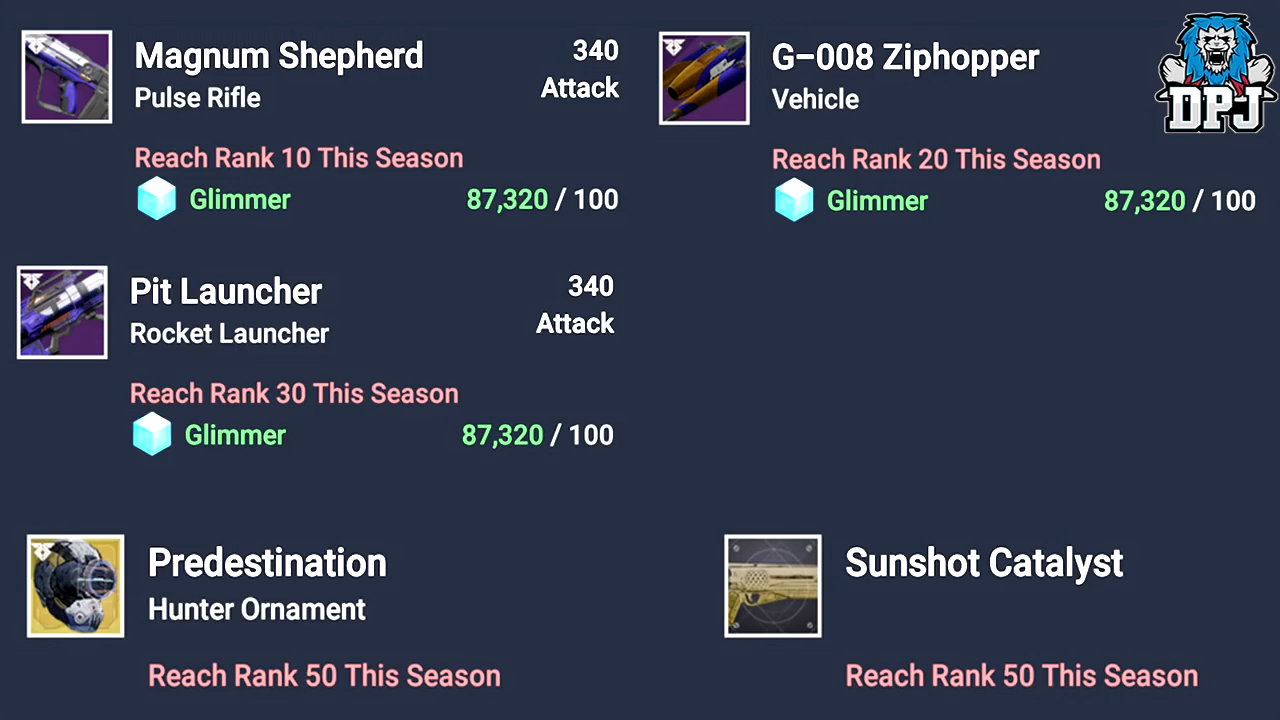 Magnum Shepherd
340
Pulse Rifle
Attack
Reach Rank 10 This Season
Glimmer 87,320 / 100
G–008 Ziphopper
Vehicle
Reach Rank 20 This Season
Glimmer 87,320 / 100
DPJ
Pit Launcher
340
Rocket Launcher
Attack
Reach Rank 30 This Season
Glimmer 87,320 / 100
Predestination
Hunter Ornament
Reach Rank 50 This Season
Sunshot Catalyst
Reach Rank 50 This Season